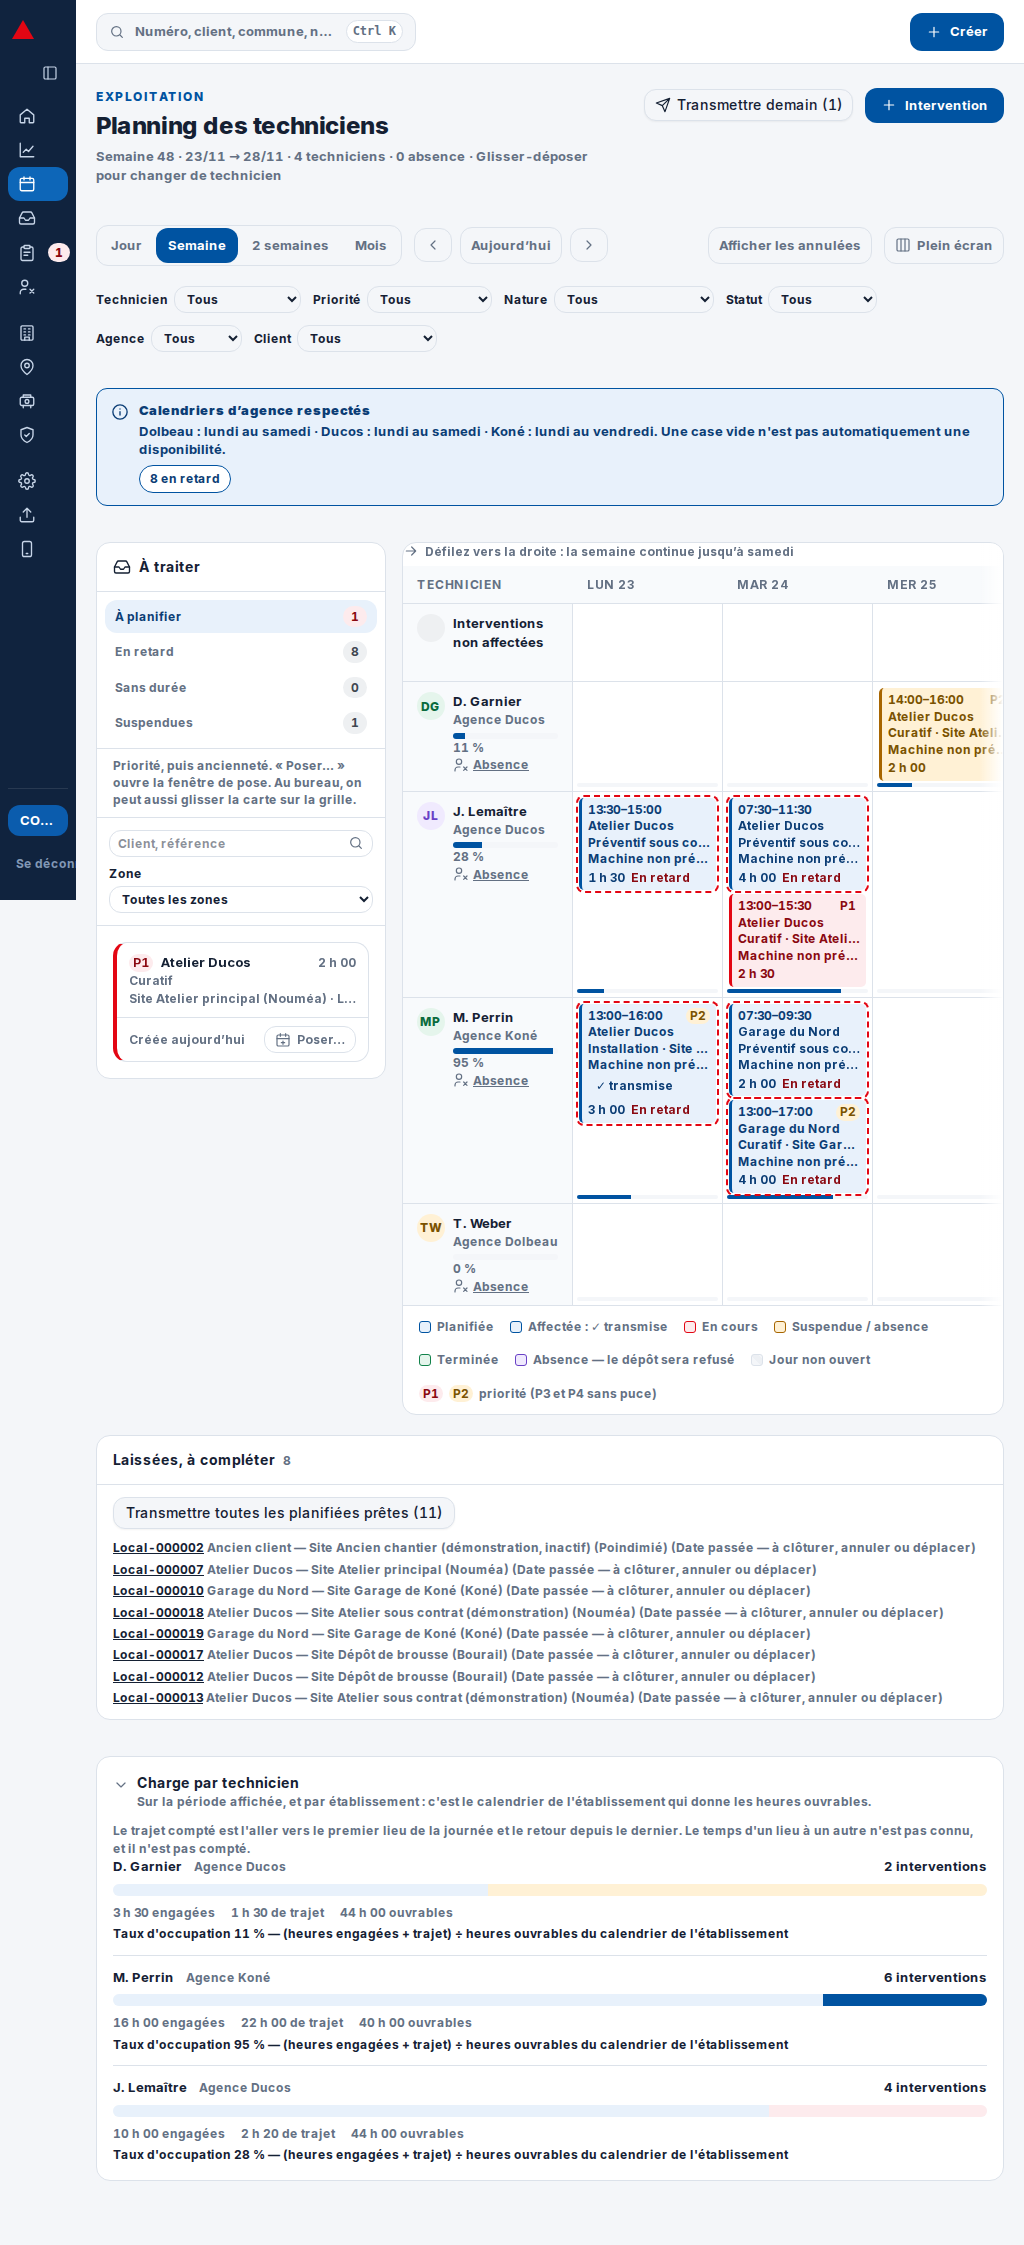 Numéro, client, commune, n… Ctrl K
Créer
EXPLOITATION
Planning des techniciens
Semaine 48 · 23/11 → 28/11 · 4 techniciens · 0 absence · Glisser-déposer
pour changer de technicien
Transmettre demain (1)
Intervention
Jour Semaine 2 semaines Mois
Aujourd’hui
Afficher les annulées
Plein écran
1
Technicien Tous Priorité Tous Nature Tous Statut Tous
Agence Tous Client Tous
Calendriers d’agence respectés
Dolbeau : lundi au samedi · Ducos : lundi au samedi · Koné : lundi au vendredi. Une case vide n'est pas automatiquement une
disponibilité.
8 en retard
CO…
Se décon
À traiter
À planifier 1
En retard 8
Sans durée 0
Suspendues 1
Priorité, puis ancienneté. « Poser… »
ouvre la fenêtre de pose. Au bureau, on
peut aussi glisser la carte sur la grille.
Client, référence
Zone
Toutes les zones
P1 Atelier Ducos 2 h 00
Curatif
Site Atelier principal (Nouméa) · L…
Créée aujourd’hui Poser…
Défilez vers la droite : la semaine continue jusqu’à samedi
TECHNICIEN LUN 23 MAR 24 MER 25
Interventions
non affectées
DG D. Garnier
Agence Ducos
11 %
Absence
14:00–16:00 P2
Atelier Ducos
Curatif · Site Ateli…
Machine non pré…
2 h 00
JL J. Lemaître
Agence Ducos
28 %
Absence
13:30–15:00
Atelier Ducos
Préventif sous co…
Machine non pré…
1 h 30 En retard
07:30–11:30
Atelier Ducos
Préventif sous co…
Machine non pré…
4 h 00 En retard
13:00–15:30 P1
Atelier Ducos
Curatif · Site Ateli…
Machine non pré…
2 h 30
MP M. Perrin
Agence Koné
95 %
Absence
13:00–16:00 P2
Atelier Ducos
Installation · Site …
Machine non pré…
✓ transmise
3 h 00 En retard
07:30–09:30
Garage du Nord
Préventif sous co…
Machine non pré…
2 h 00 En retard
13:00–17:00 P2
Garage du Nord
Curatif · Site Gar…
Machine non pré…
4 h 00 En retard
TW T. Weber
Agence Dolbeau
0 %
Absence
Planifiée Affectée : ✓ transmise En cours Suspendue / absence
Terminée Absence — le dépôt sera refusé Jour non ouvert
P1 P2 priorité (P3 et P4 sans puce)
Laissées, à compléter 8
Transmettre toutes les planifiées prêtes (11)
Local-000002 Ancien client — Site Ancien chantier (démonstration, inactif) (Poindimié) (Date passée — à clôturer, annuler ou déplacer)
Local-000007 Atelier Ducos — Site Atelier principal (Nouméa) (Date passée — à clôturer, annuler ou déplacer)
Local-000010 Garage du Nord — Site Garage de Koné (Koné) (Date passée — à clôturer, annuler ou déplacer)
Local-000018 Atelier Ducos — Site Atelier sous contrat (démonstration) (Nouméa) (Date passée — à clôturer, annuler ou déplacer)
Local-000019 Garage du Nord — Site Garage de Koné (Koné) (Date passée — à clôturer, annuler ou déplacer)
Local-000017 Atelier Ducos — Site Dépôt de brousse (Bourail) (Date passée — à clôturer, annuler ou déplacer)
Local-000012 Atelier Ducos — Site Dépôt de brousse (Bourail) (Date passée — à clôturer, annuler ou déplacer)
Local-000013 Atelier Ducos — Site Atelier sous contrat (démonstration) (Nouméa) (Date passée — à clôturer, annuler ou déplacer)
Charge par technicien
Sur la période affichée, et par établissement : c'est le calendrier de l'établissement qui donne les heures ouvrables.
Le trajet compté est l'aller vers le premier lieu de la journée et le retour depuis le dernier. Le temps d'un lieu à un autre n'est pas connu,
et il n'est pas compté.
D. Garnier Agence Ducos 2 interventions
3 h 30 engagées 1 h 30 de trajet 44 h 00 ouvrables
Taux d'occupation 11 % — (heures engagées + trajet) ÷ heures ouvrables du calendrier de l'établissement
M. Perrin Agence Koné 6 interventions
16 h 00 engagées 22 h 00 de trajet 40 h 00 ouvrables
Taux d'occupation 95 % — (heures engagées + trajet) ÷ heures ouvrables du calendrier de l'établissement
J. Lemaître Agence Ducos 4 interventions
10 h 00 engagées 2 h 20 de trajet 44 h 00 ouvrables
Taux d'occupation 28 % — (heures engagées + trajet) ÷ heures ouvrables du calendrier de l'établissement